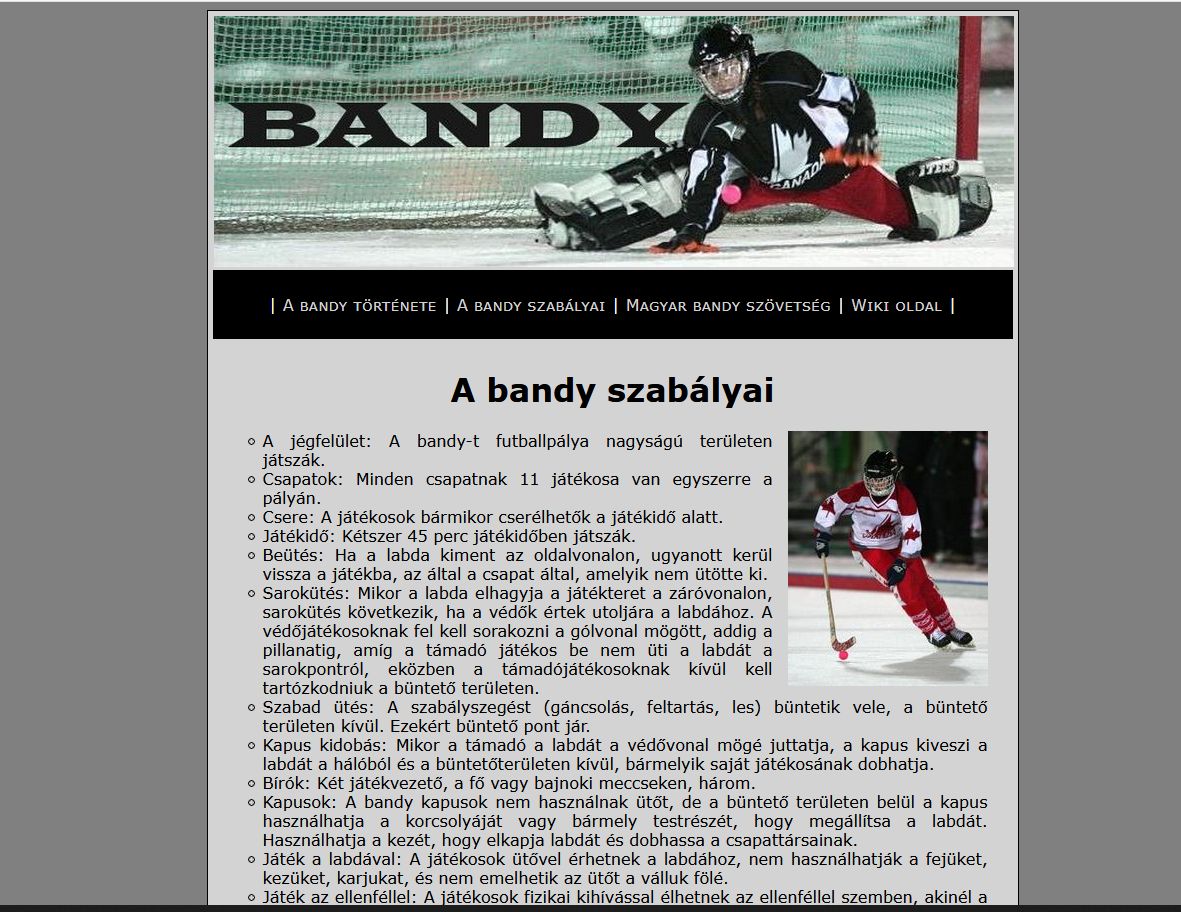 BANDY
CANADA
ITECH
| A bandy története | A bandy szabályai | Magyar bandy szövetség | Wiki oldal |
A bandy szabályai
A jégfelület: A bandy-t futballpálya nagyságú területen
játszák.
Csapatok: Minden csapatnak 11 játékosa van egyszerre a
pályán.
Csere: A játékosok bármikor cserélhetők a játékidő alatt.
Játékidő: Kétszer 45 perc játékidőben játszák.
Beütés: Ha a labda kiment az oldalvonalon, ugyanott kerül
vissza a játékba, az által a csapat által, amelyik nem ütötte ki.
Sarokütés: Mikor a labda elhagyja a játékteret a záróvonalon,
sarokütés következik, ha a védők értek utoljára a labdához. A
védőjátékosoknak fel kell sorakozni a gólvonal mögött, addig a
pillanatig, amíg a támadó játékos be nem üti a labdát a
sarokpontról, eközben a támadójátékosoknak kívül kell
tartózkodniuk a büntető területen.
Szabad ütés: A szabályszegést (gáncsolás, feltartás, les) büntetik vele, a büntető
területen kívül. Ezekért büntető pont jár.
Kapus kidobás: Mikor a támadó a labdát a védővonal mögé juttatja, a kapus kiveszi a
labdát a hálóból és a büntetőterületen kívül, bármelyik saját játékosának dobhatja.
Bírók: Két játékvezető, a fő vagy bajnoki meccseken, három.
Kapusok: A bandy kapusok nem használnak ütőt, de a büntető területen belül a kapus
használhatja a korcsolyáját vagy bármely testrészét, hogy megállítsa a labdát.
Használhatja a kezét, hogy elkapja labdát és dobhassa a csapattársainak.
Játék a labdával: A játékosok ütővel érhetnek a labdához, nem használhatják a fejüket,
kezüket, karjukat, és nem emelhetik az ütőt a válluk fölé.
Játék az ellenféllel: A játékosok fizikai kihívással élhetnek az ellenféllel szemben, akinél a